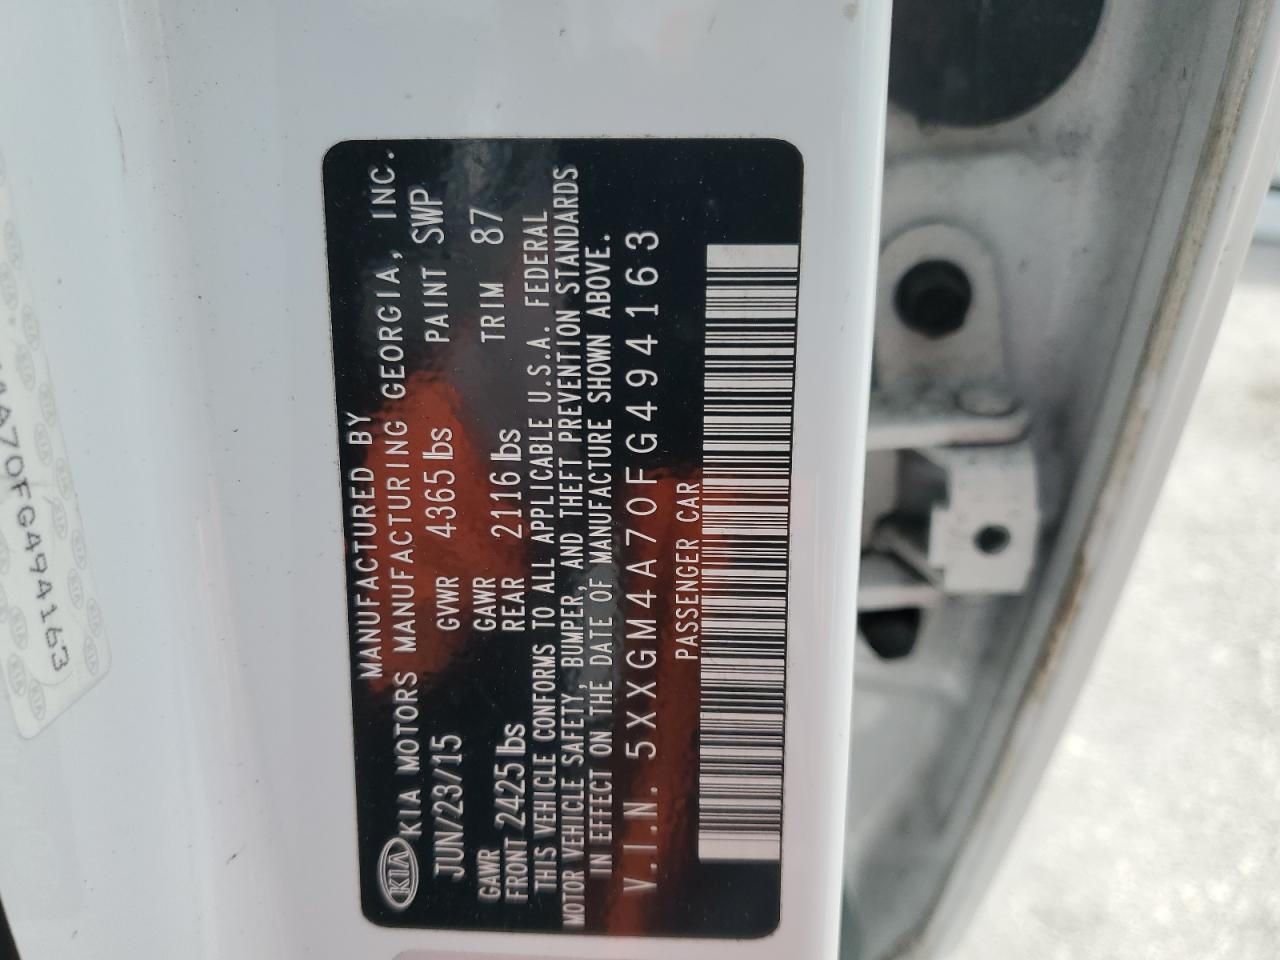 MANUFACTURED BY
KIA KIA MOTORS MANUFACTURING GEORGIA, INC.
JUN/23/15 GVWR 4365 lbs PAINT SWP
GAWR FRONT 2425 lbs GAWR REAR 2116 lbs TRIM 87
THIS VEHICLE CONFORMS TO ALL APPLICABLE U.S.A. FEDERAL
MOTOR VEHICLE SAFETY, BUMPER, AND THEFT PREVENTION STANDARDS
IN EFFECT ON THE DATE OF MANUFACTURE SHOWN ABOVE.
V.I.N. 5XXGM4A70FG494163
PASSENGER CAR
4A70FG494163